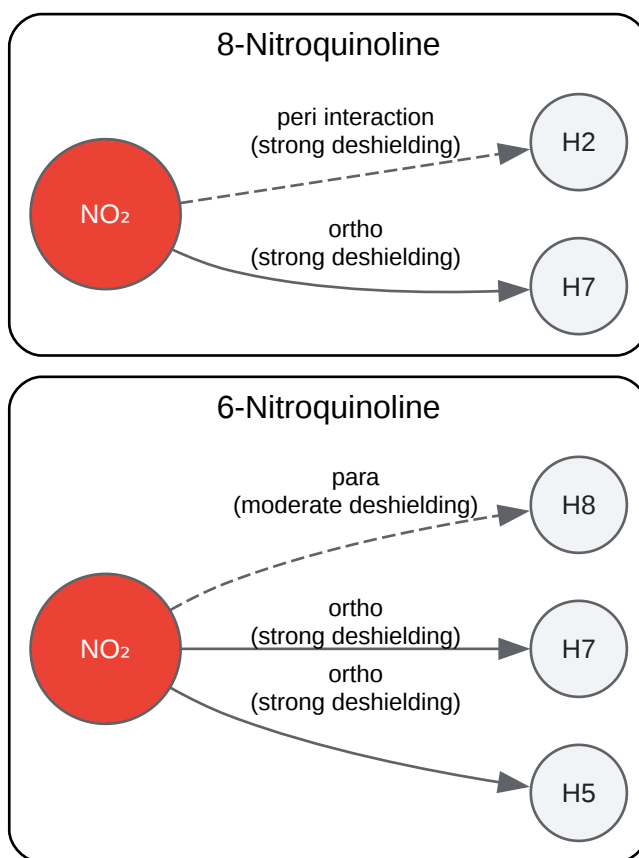 8-Nitroquinoline
peri interaction
(strong deshielding)
H2
NO₂
ortho
(strong deshielding)
H7
6-Nitroquinoline
para
(moderate deshielding)
H8
ortho
(strong deshielding)
NO₂
H7
ortho
(strong deshielding)
H5